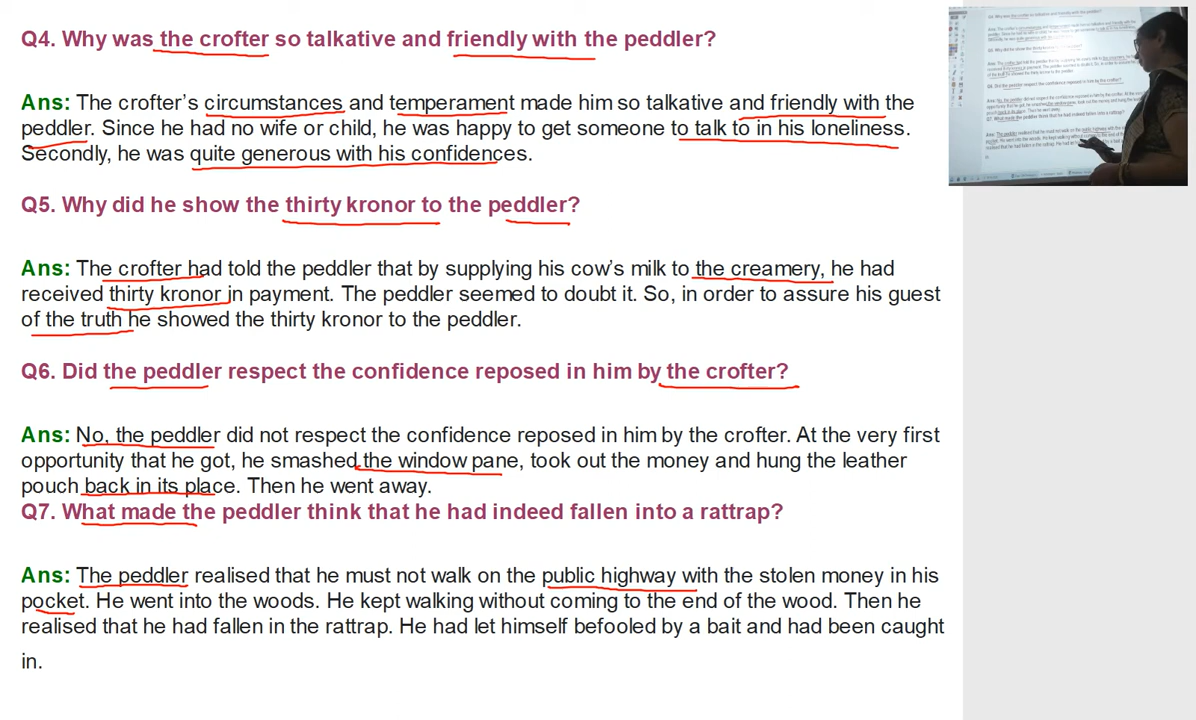 Q4. Why was the crofter so talkative and friendly with the peddler?
Ans: The crofter’s circumstances and temperament made him so talkative and friendly with the
peddler. Since he had no wife or child, he was happy to get someone to talk to in his loneliness.
Secondly, he was quite generous with his confidences.
Q5. Why did he show the thirty kronor to the peddler?
Ans: The crofter had told the peddler that by supplying his cow’s milk to the creamery, he had
received thirty kronor in payment. The peddler seemed to doubt it. So, in order to assure his guest
of the truth he showed the thirty kronor to the peddler.
Q6. Did the peddler respect the confidence reposed in him by the crofter?
Ans: No, the peddler did not respect the confidence reposed in him by the crofter. At the very first
opportunity that he got, he smashed the window pane, took out the money and hung the leather
pouch back in its place. Then he went away.
Q7. What made the peddler think that he had indeed fallen into a rattrap?
Ans: The peddler realised that he must not walk on the public highway with the stolen money in his
pocket. He went into the woods. He kept walking without coming to the end of the wood. Then he
realised that he had fallen in the rattrap. He had let himself befooled by a bait and had been caught
in.